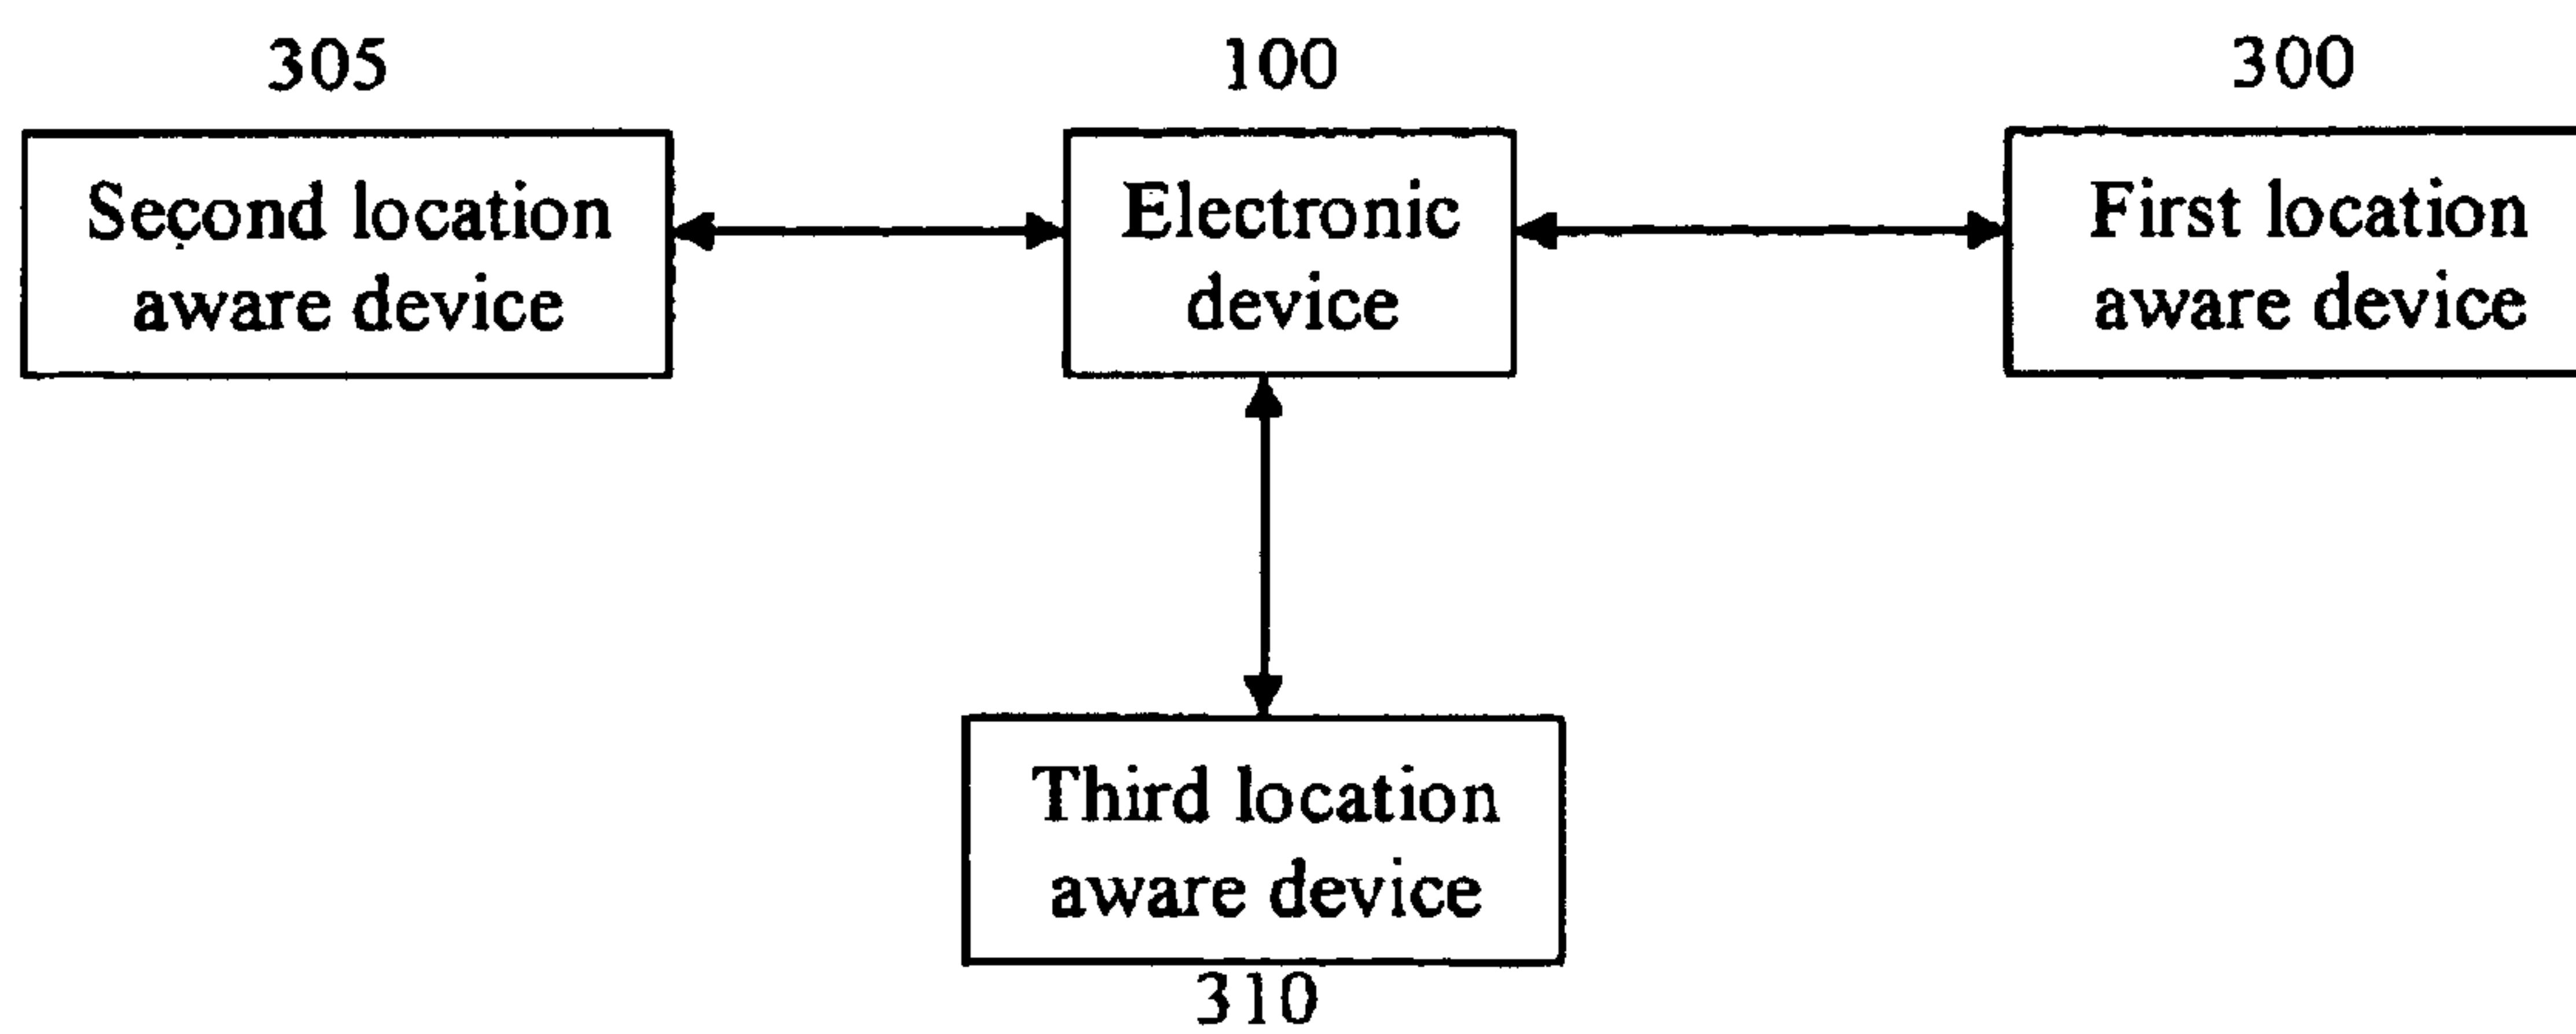 305
100
300
Second location
aware device
Electronic
device
First location
aware device
Third location
aware device
310